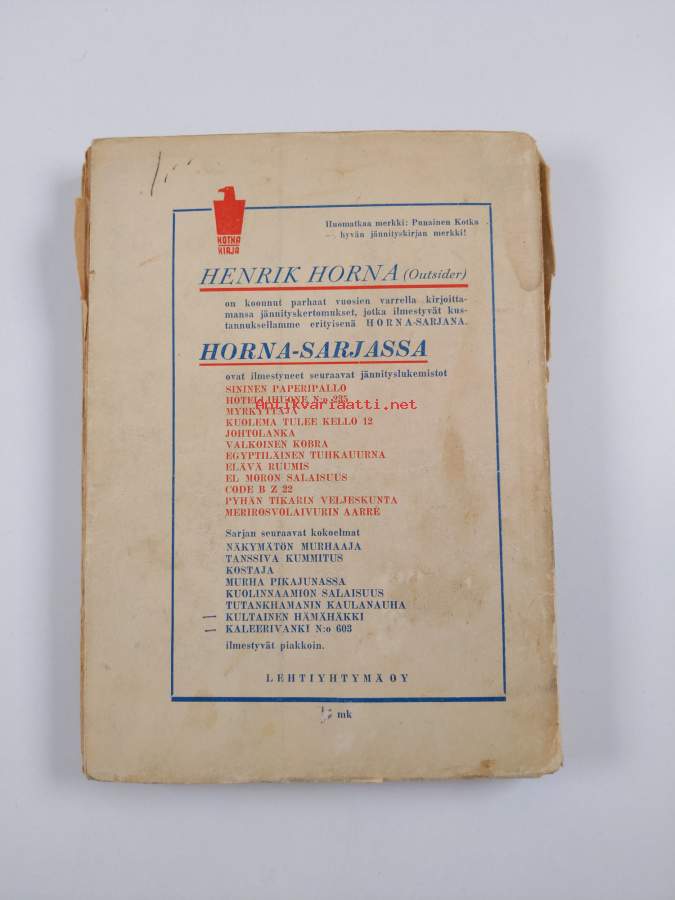 KOTKA
KIRJA
Huomatkaa merkki: Punainen Kotka
— hyvän jännityskirjan merkki!
HENRIK HORNA (Outsider)
on koonnut parhaat vuosien varrella kirjoitta-
mansa jännityskertomukset, jotka ilmestyvät kus-
tannuksellamme erityisenä HORNA-SARJANA.
HORNA-SARJASSA
ovat ilmestyneet seuraavat jännityslukemistot
SININEN PAPERIPALLO
HOTELLIHUONE N:o 235
MYRKYTTÄJÄ
KUOLEMA TULEE KELLO 12
JOHTOLANKA
VALKOINEN KOBRA
EGYPTILÄINEN TUHKAUURNA
ELÄVÄ RUUMIS
EL MORON SALAISUUS
CODE B Z 22
PYHÄN TIKARIN VELJESKUNTA
MERIROSVOLAIVURIN AARRE
Sarjan seuraavat kokoelmat
NÄKYMÄTÖN MURHAAJA
TANSSIVA KUMMITUS
KOSTAJA
MURHA PIKAJUNASSA
KUOLINNAAMION SALAISUUS
TUTANKHAMANIN KAULANAUHA
KULTAINEN HÄMÄHÄKKI
KALEERIVANKI N:o 603
ilmestyvät piakkoin.
LEHTIYHTYMÄ OY
mk
Antikvariaatti.net